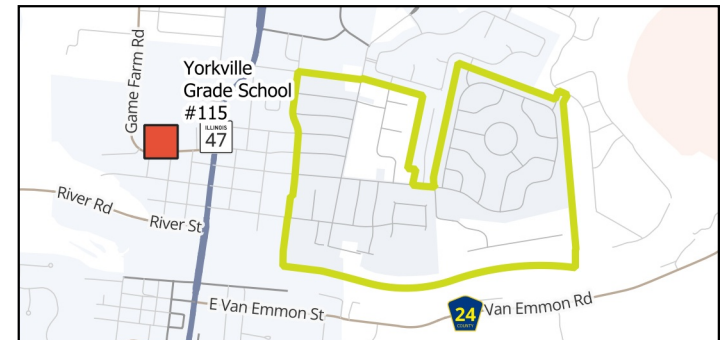 Game Farm Rd
Yorkville
Grade School
#115
ILLINOIS
47
River Rd
River St
E Van Emmon St
24
COUNTY
Van Emmon Rd